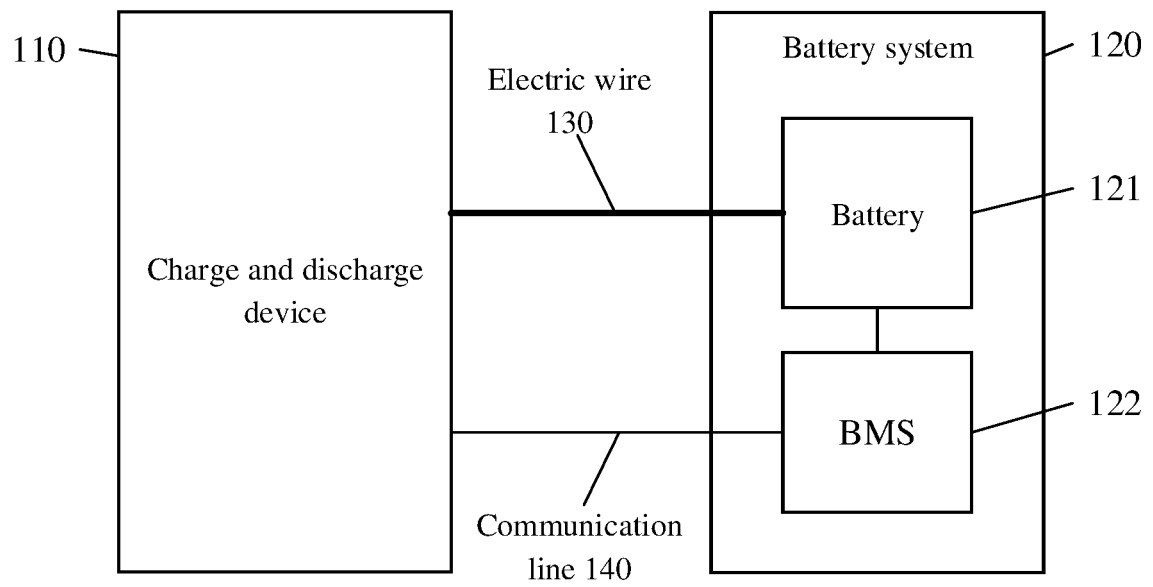 110
Charge and discharge
device
Electric wire
130
Communication
line 140
Battery system
120
Battery
121
BMS
122